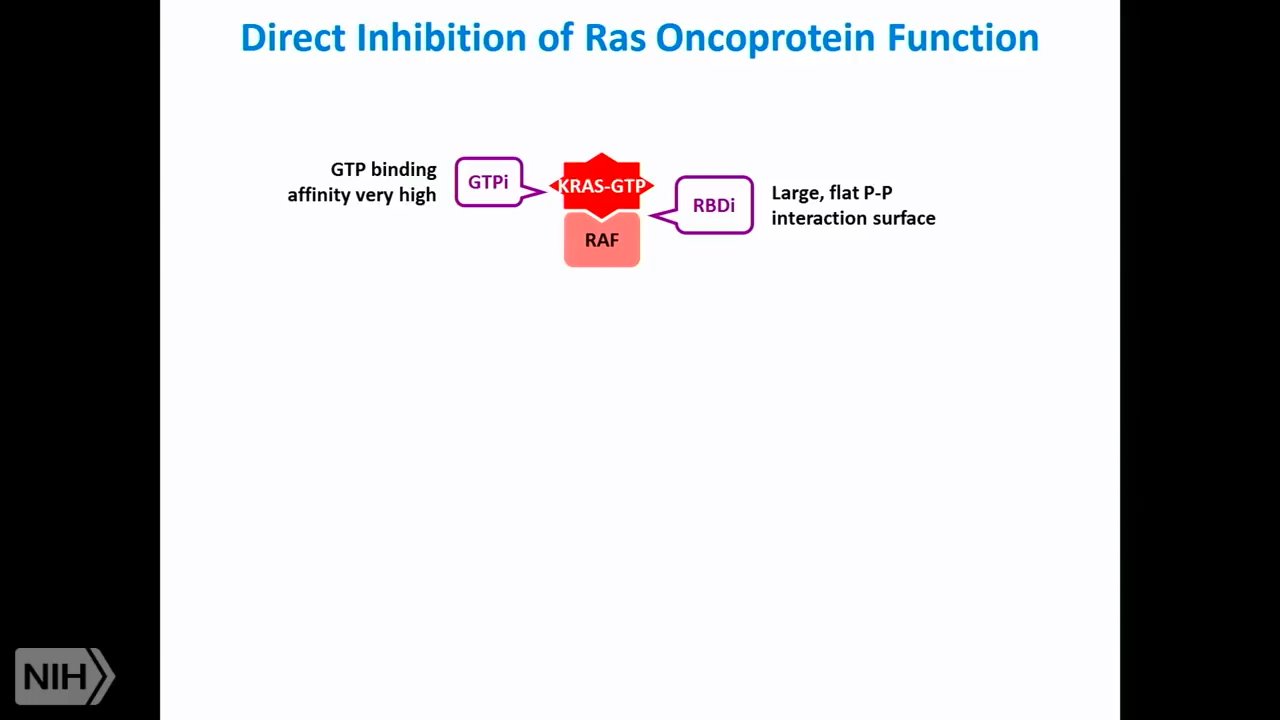 Direct Inhibition of Ras Oncoprotein Function
GTP binding
affinity very high
GTPi
KRAS-GTP
RAF
RBDi
Large, flat P-P
interaction surface
NIH